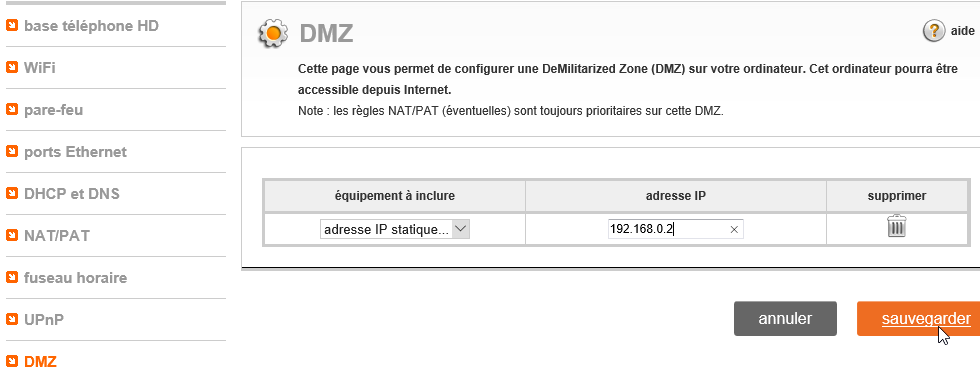 base téléphone HD
WiFi
pare-feu
ports Ethernet
DHCP et DNS
NAT/PAT
fuseau horaire
UPnP
DMZ
DMZ
? aide
Cette page vous permet de configurer une DeMilitarized Zone (DMZ) sur votre ordinateur. Cet ordinateur pourra être
accessible depuis Internet.
Note : les règles NAT/PAT (éventuelles) sont toujours prioritaires sur cette DMZ.
équipement à inclure adresse IP supprimer
adresse IP statique... 192.168.0.2 ×
annuler sauvegarder